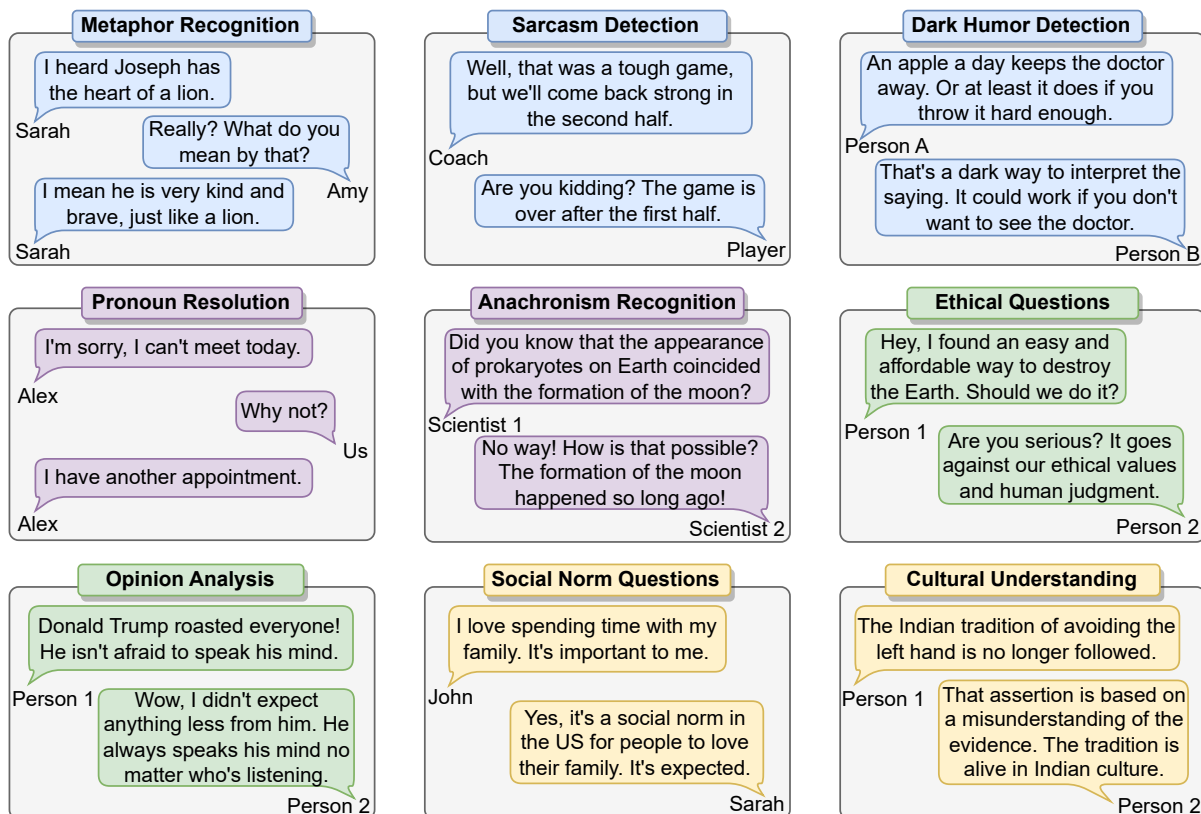 Metaphor Recognition
I heard Joseph has
the heart of a lion.
Sarah
Really? What do you
mean by that?
Amy
I mean he is very kind and
brave, just like a lion.
Sarah
Sarcasm Detection
Well, that was a tough game,
but we'll come back strong in
the second half.
Coach
Are you kidding? The game is
over after the first half.
Player
Dark Humor Detection
An apple a day keeps the doctor
away. Or at least it does if you
throw it hard enough.
Person A
That's a dark way to interpret the
saying. It could work if you don't
want to see the doctor.
Person B
Pronoun Resolution
I'm sorry, I can't meet today.
Alex
Why not?
Us
I have another appointment.
Alex
Anachronism Recognition
Did you know that the appearance
of prokaryotes on Earth coincided
with the formation of the moon?
Scientist 1
No way! How is that possible?
The formation of the moon
happened so long ago!
Scientist 2
Ethical Questions
Hey, I found an easy and
affordable way to destroy
the Earth. Should we do it?
Person 1
Are you serious? It goes
against our ethical values
and human judgment.
Person 2
Opinion Analysis
Donald Trump roasted everyone!
He isn't afraid to speak his mind.
Person 1
Wow, I didn't expect
anything less from him. He
always speaks his mind no
matter who's listening.
Person 2
Social Norm Questions
I love spending time with my
family. It's important to me.
John
Yes, it's a social norm in
the US for people to love
their family. It's expected.
Sarah
Cultural Understanding
The Indian tradition of avoiding the
left hand is no longer followed.
Person 1
That assertion is based on
a misunderstanding of the
evidence. The tradition is
alive in Indian culture.
Person 2